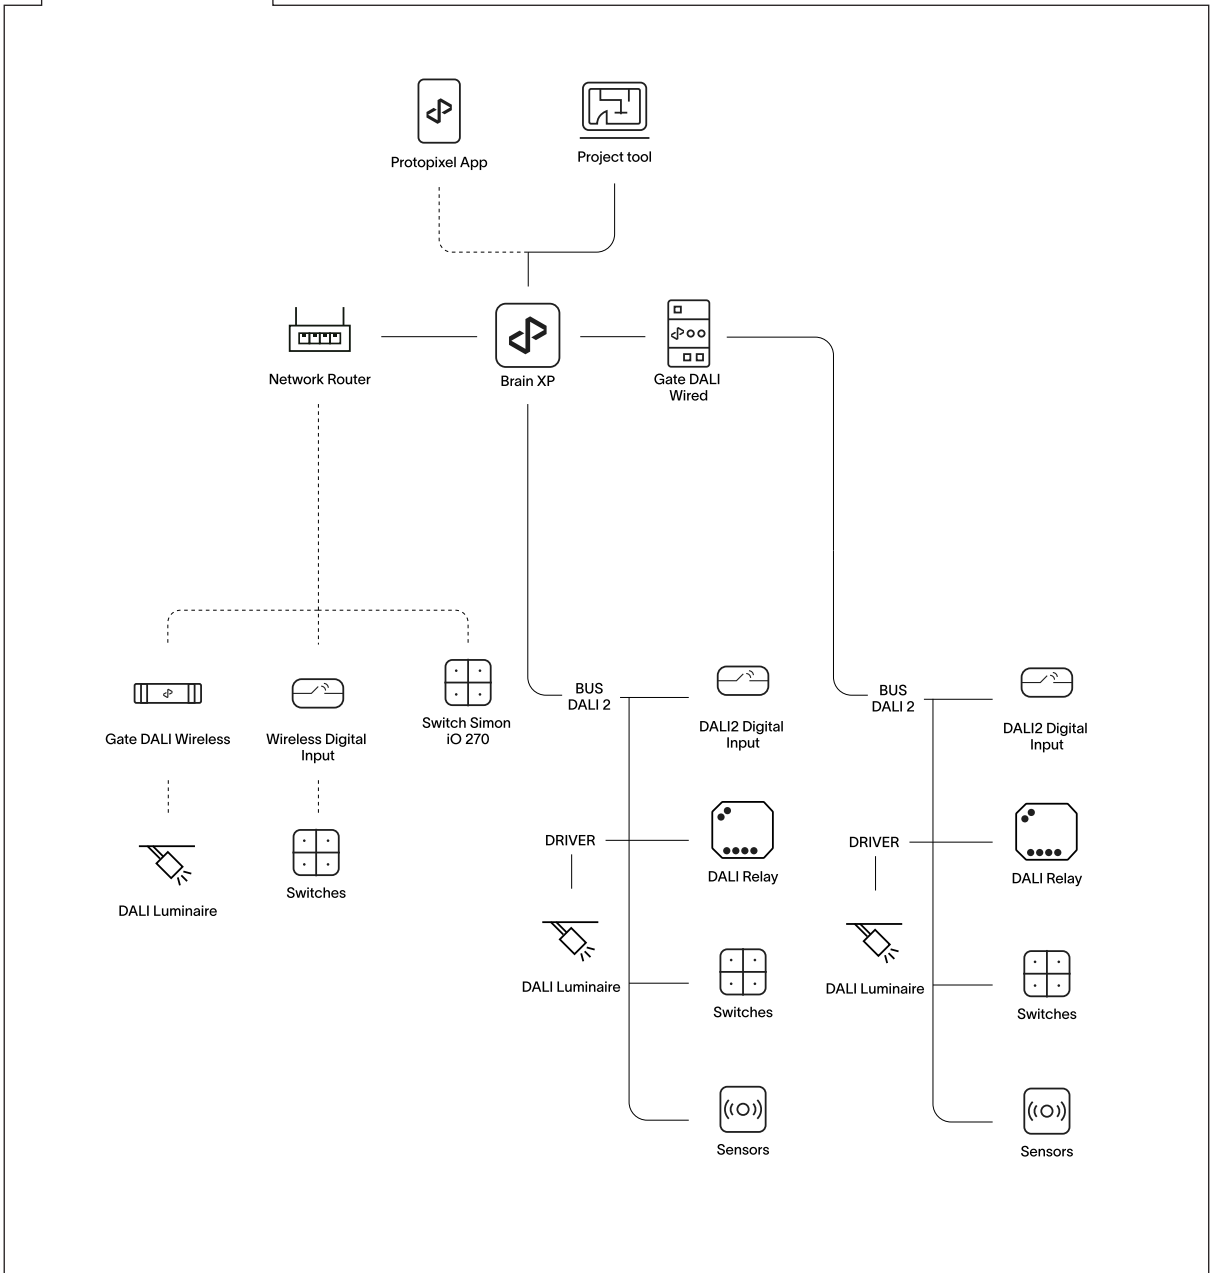 Protopixel App
Project tool
Network Router
Brain XP
Gate DALI
Wired
Gate DALI Wireless
Wireless Digital
Input
Switch Simon
iO 270
BUS
DALI 2
DALI2 Digital
Input
BUS
DALI 2
DALI2 Digital
Input
DALI Luminaire
Switches
DRIVER
DALI Relay
DRIVER
DALI Relay
DALI Luminaire
Switches
DALI Luminaire
Switches
Sensors
Sensors